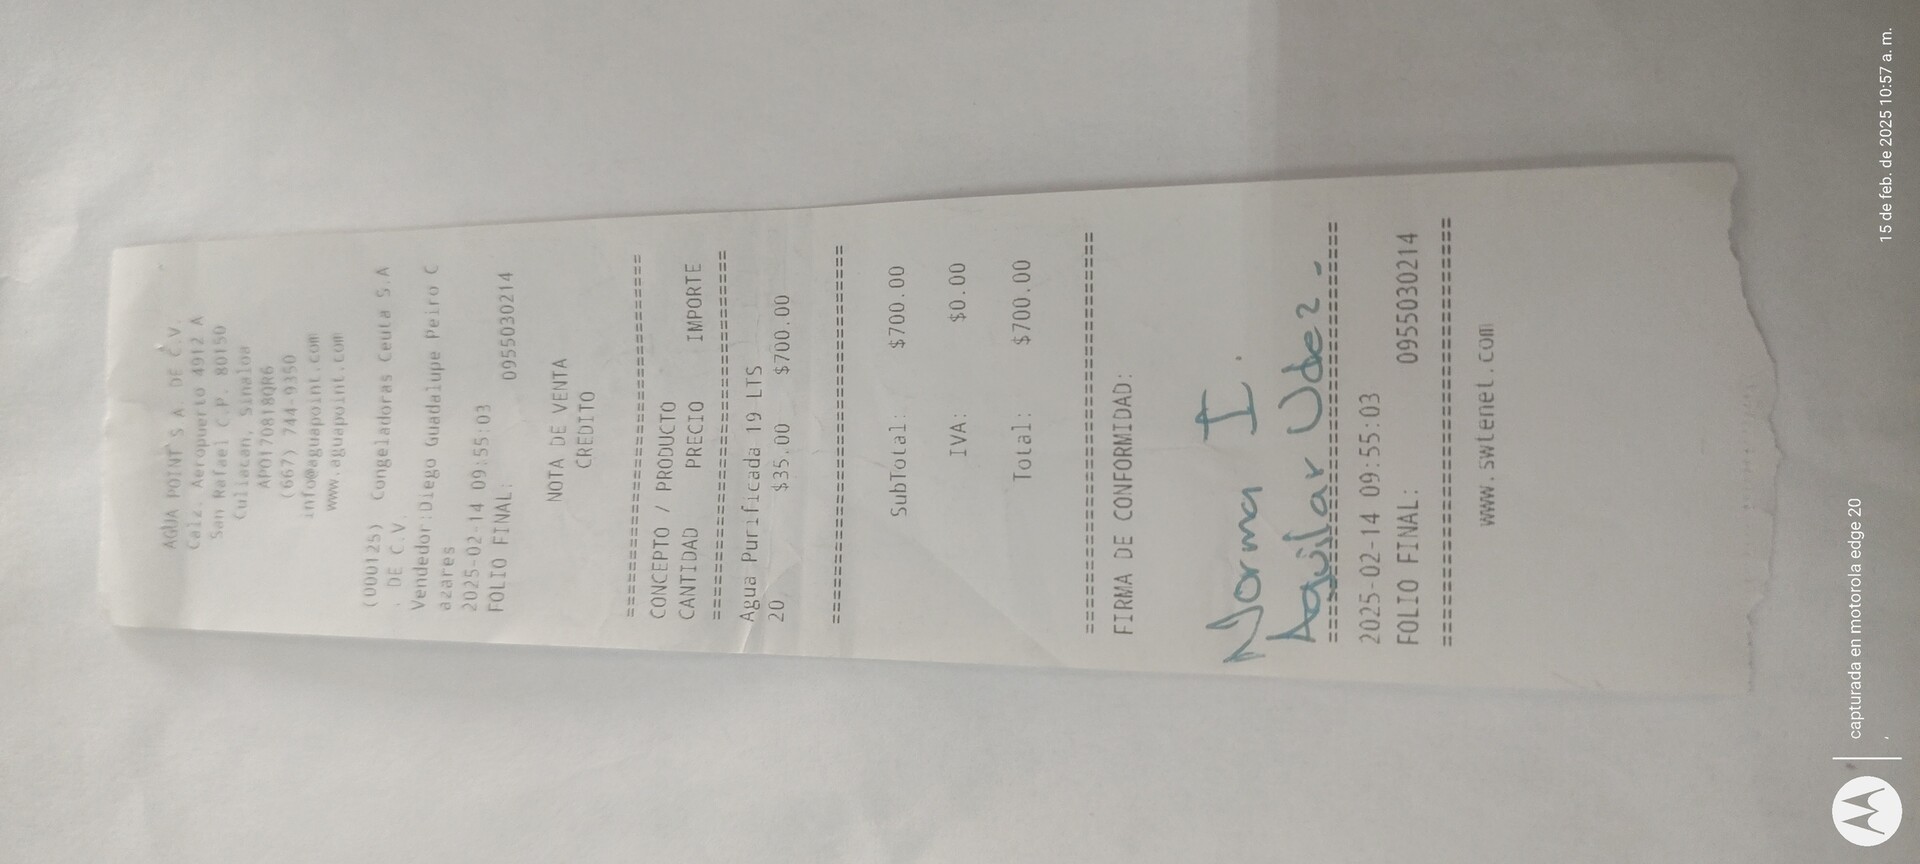 AGUA POINT S.A. DE C.V.
Calz. Aeropuerto 4912 A
San Rafael C.P. 80150
Culiacan, Sinaloa
APO170818QR6
(667) 744-9350
info@aguapoint.com
www.aguapoint.com
(000125) Congeladoras Ceuta S.A
. DE C.V.
Vendedor:Diego Guadalupe Peiro C
azares
2025-02-14 09:55:03
FOLIO FINAL: 0955030214
NOTA DE VENTA
CREDITO
================================
CONCEPTO / PRODUCTO
CANTIDAD PRECIO IMPORTE
================================
Agua Purificada 19 LTS
20 $35.00 $700.00
================================
SubTotal: $700.00
IVA: $0.00
Total: $700.00
================================
FIRMA DE CONFORMIDAD:
Norma I.
Aguilar Udez.
================================
2025-02-14 09:55:03
FOLIO FINAL: 0955030214
================================
www.swtenet.com
capturada en motorola edge 20
15 de feb. de 2025 10:57 a. m.